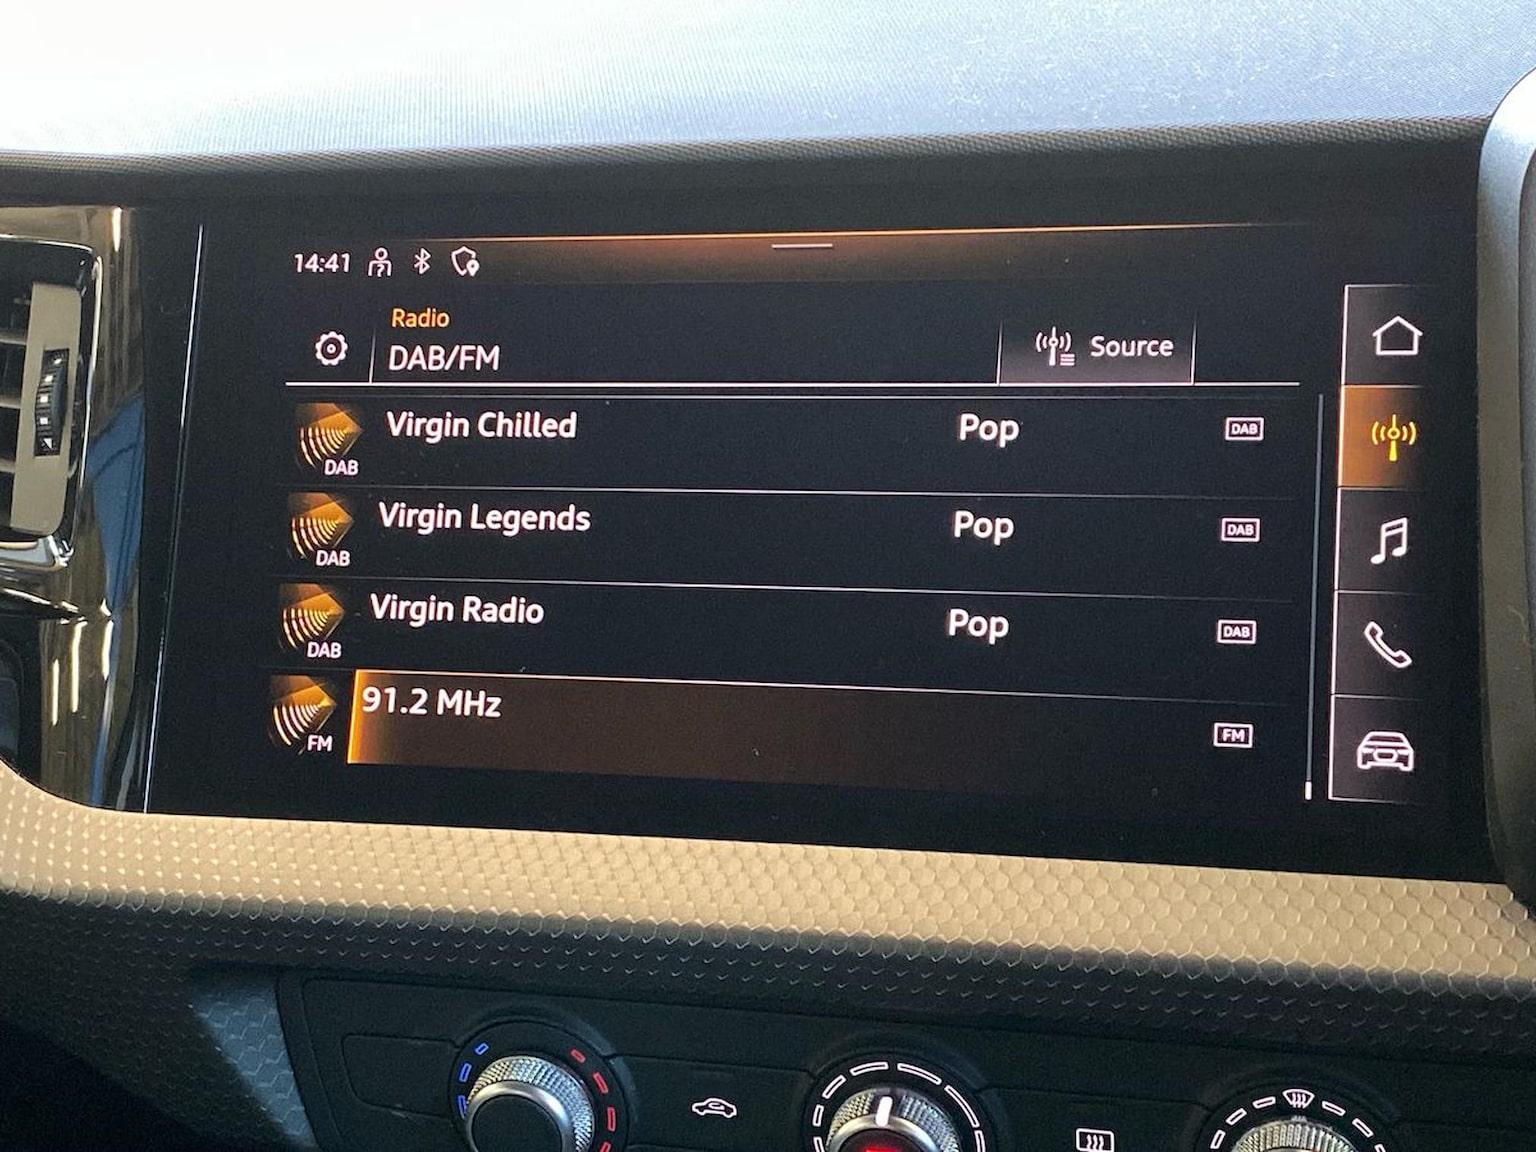 14:41
Radio
DAB/FM
Source
Virgin Chilled Pop DAB
DAB
Virgin Legends Pop DAB
DAB
Virgin Radio Pop DAB
DAB
91.2 MHz FM
FM